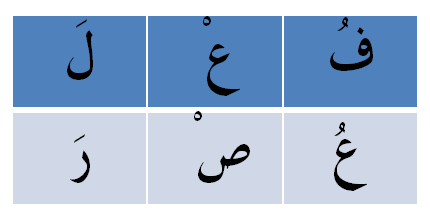 فُ عْ لَ
عُ صْ رَ